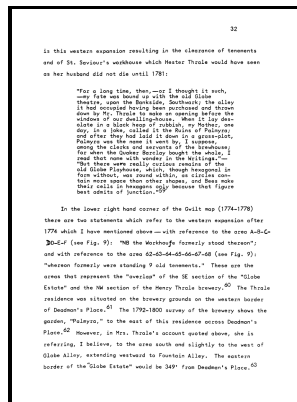 32
is this western expansion resulting in the clearance of tenements
and of St. Saviour's workhouse which Hester Thrale would have seen
as her husband did not die until 1781:
"For a long time, then,—or I thought it such,
—my fate was bound up with the old Globe
theatre, upon the Bankside, Southwark; the alley
it had occupied having been purchased and thrown
down by Mr. Thrale to make an opening before the
windows of our dwelling-house. When it lay des-
olate in a black heap of rubbish, my Mother, one
day, in a joke, called it the Ruins of Palmyra;
and after they had laid it down in a grass-plot,
Palmyra was the name it went by, I suppose,
among the clerks and servants of the brewhouse;
for when the Quaker Barclay bought the whole, I
read that name with wonder in the Writings."—
"But there were really curious remains of the
old Globe Playhouse, which, though hexagonal in
form without, was round within, as circles con-
tain more space than other shapes, and Bees make
their cells in hexagons only because that figure
best admits of junction."59
In the lower right hand corner of the Gwilt map (1774-1778)
there are two statements which refer to the western expansion after
1774 which I have mentioned above — with reference to the area A-B-C-
D-E-F (see Fig. 9): "NB the Workhouse formerly stood thereon";
and with reference to the area 62-63-64-65-66-67-68 (see Fig. 9):
"whereon formerly were standing 9 old tenements." These are the
areas that represent the "overlap" of the SE section of the "Globe
Estate" and the NW section of the Henry Thrale brewery.60 The Thrale
residence was situated on the brewery grounds on the western border
of Deadman's Place.61 The 1792-1800 survey of the brewery shows the
garden, "Palmyra," to the east of this residence across Deadman's
Place.62 However, in Mrs. Thrale's account quoted above, she is
referring, I believe, to the area south and slightly to the west of
Globe Alley, extending westward to Fountain Alley. The eastern
border of the "Globe Estate" would be 349' from Deadman's Place.63